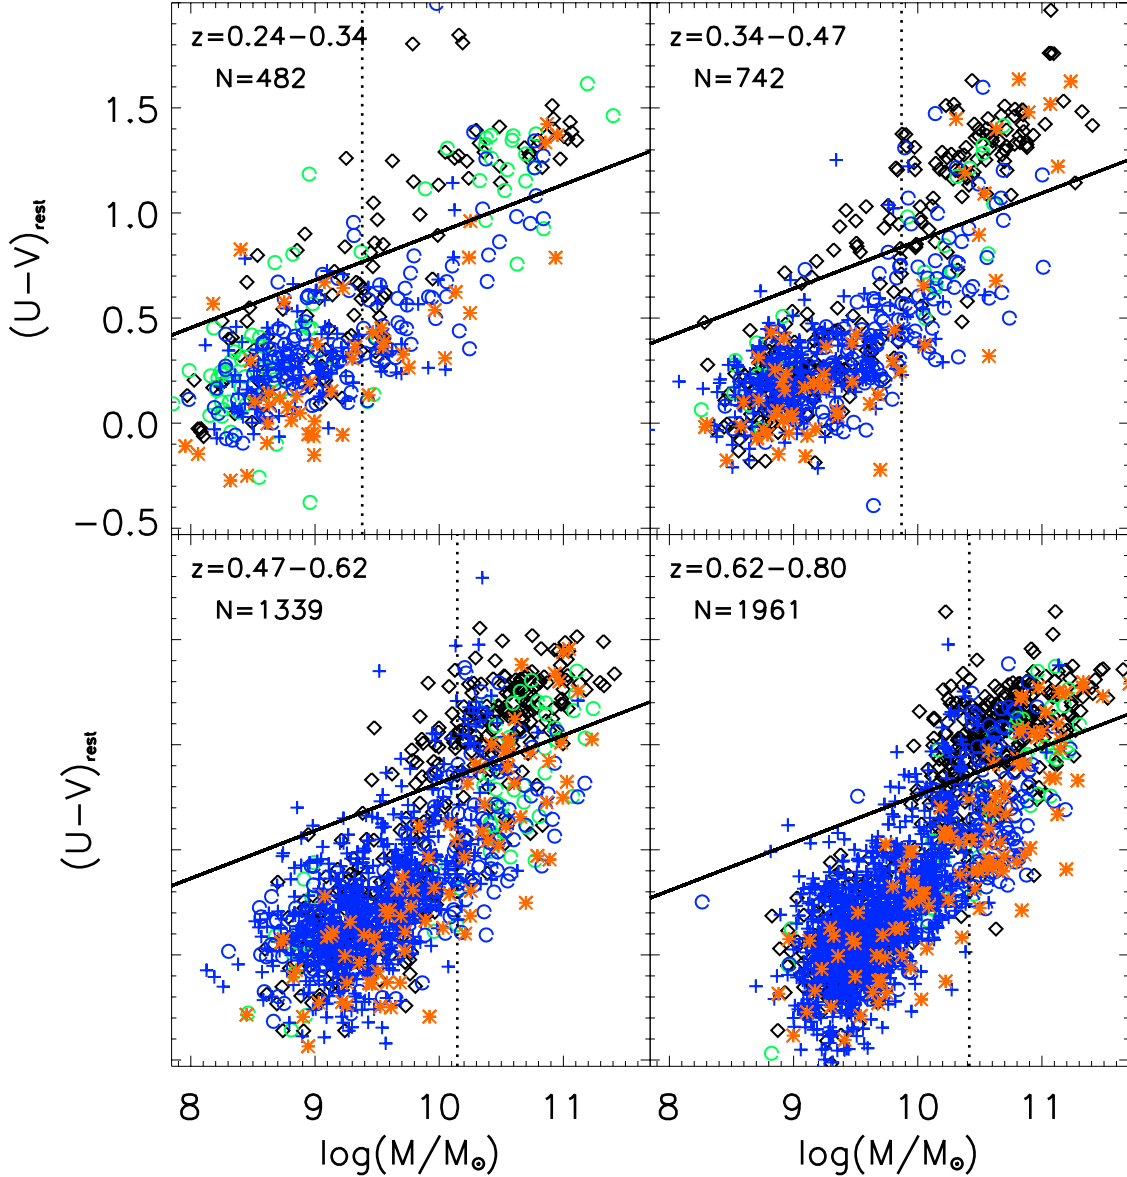 z=0.24−0.34
N=482
z=0.34−0.47
N=742
1.5
1.0
0.5
0.0
−0.5
(U−V)rest
z=0.47−0.62
N=1339
z=0.62−0.80
N=1961
(U−V)rest
8 9 10 11
9 10 11
log(M/M⊙)
log(M/M⊙)